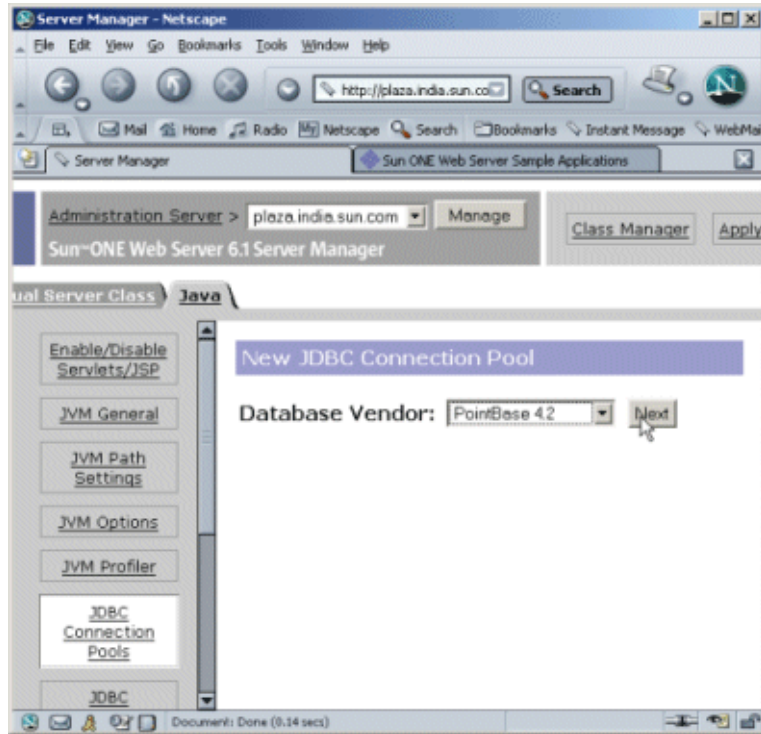 Server Manager - Netscape
File Edit View Go Bookmarks Tools Window Help
http://plaza.india.sun.co Search
Mail Home Radio My Netscape Search Bookmarks Instant Message WebMai
Server Manager Sun ONE Web Server Sample Applications
Administration Server > plaza.india.sun.com Manage
Class Manager Apply
Sun™ ONE Web Server 6.1 Server Manager
ual Server Class Java
Enable/Disable
Servlets/JSP
New JDBC Connection Pool
Database Vendor: PointBase 4.2 Next
JVM General
JVM Path
Settings
JVM Options
JVM Profiler
JDBC
Connection
Pools
JDBC
Document: Done (0.14 secs)